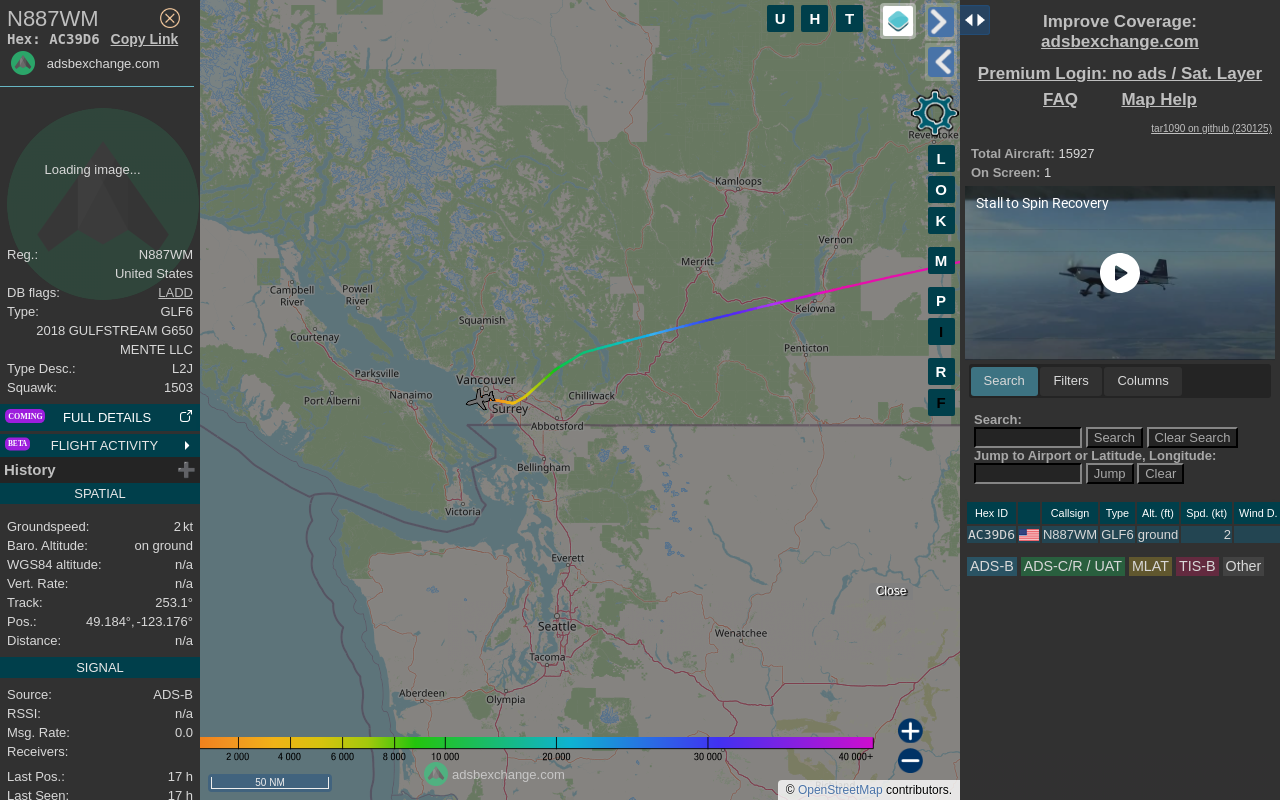 N887WM
Hex: AC39D6 Copy Link
adsbexchange.com
Loading image...
Reg.: N887WM
United States
DB flags: LADD
Type: GLF6
2018 GULFSTREAM G650
MENTE LLC
Type Desc.: L2J
Squawk: 1503
COMING FULL DETAILS
BETA FLIGHT ACTIVITY
History
SPATIAL
Groundspeed: 2 kt
Baro. Altitude: on ground
WGS84 altitude: n/a
Vert. Rate: n/a
Track: 253.1°
Pos.: 49.184°, -123.176°
Distance: n/a
SIGNAL
Source: ADS-B
RSSI: n/a
Msg. Rate: 0.0
Receivers:
Last Pos.: 17 h
Last Seen: 17 h
U H T
L
O
K
M
P
I
R
F
Revelstoke
Kamloops
Vernon
Merritt
Campbell
River
Powell
River
Kelowna
Squamish
Courtenay
Penticton
Parksville
Vancouver
Nanaimo
Port Alberni
Surrey
Chilliwack
Abbotsford
Bellingham
Victoria
Everett
Close
Seattle
Wenatchee
Tacoma
Aberdeen
Olympia
2 000 4 000 6 000 8 000 10 000 20 000 30 000 40 000+
50 NM
adsbexchange.com
© OpenStreetMap contributors.
Improve Coverage:
adsbexchange.com
Premium Login: no ads / Sat. Layer
FAQ Map Help
tar1090 on github (230125)
Total Aircraft: 15927
On Screen: 1
Stall to Spin Recovery
Search Filters Columns
Search:
Search Clear Search
Jump to Airport or Latitude, Longitude:
Jump Clear
Hex ID Callsign Type Alt. (ft) Spd. (kt) Wind D.
AC39D6 N887WM GLF6 ground 2
ADS-B ADS-C/R / UAT MLAT TIS-B Other